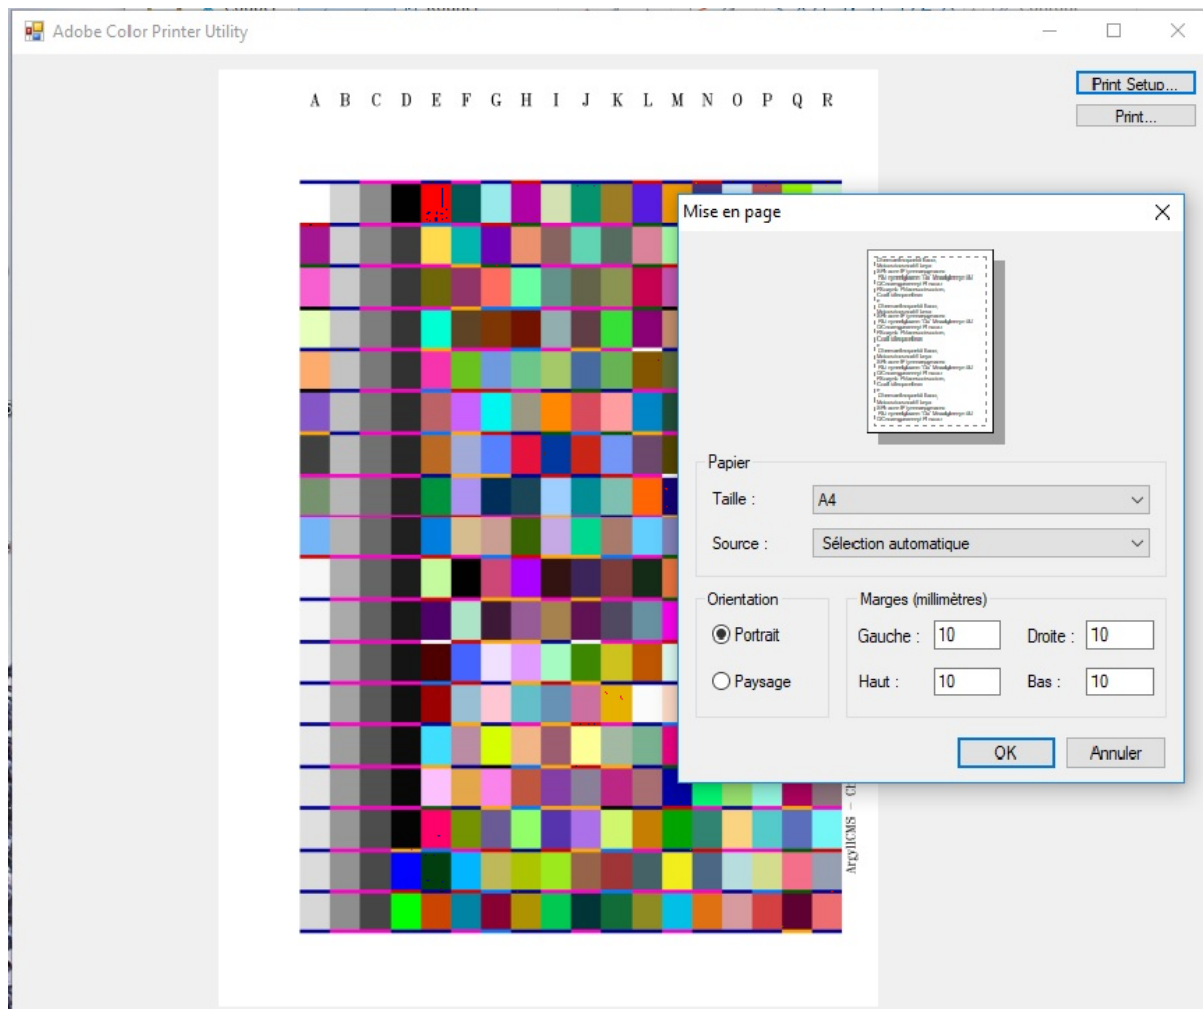 Adobe Color Printer Utility
Print Setup...
Print...
A B C D E F G H I J K L M N O P Q R
Mise en page
Papier
Taille :
A4
Source :
Sélection automatique
Orientation
Portrait
Paysage
Marges (millimètres)
Gauche :
10
Droite :
10
Haut :
10
Bas :
10
OK
Annuler
ArgyllCMS –